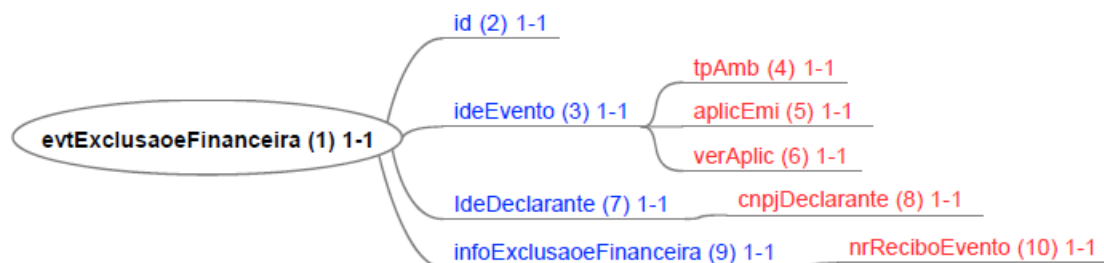 id (2) 1-1
tpAmb (4) 1-1
ideEvento (3) 1-1
aplicEmi (5) 1-1
evtExclusaoeFinanceira (1) 1-1
verAplic (6) 1-1
IdeDeclarante (7) 1-1
cnpjDeclarante (8) 1-1
infoExclusaoeFinanceira (9) 1-1
nrReciboEvento (10) 1-1